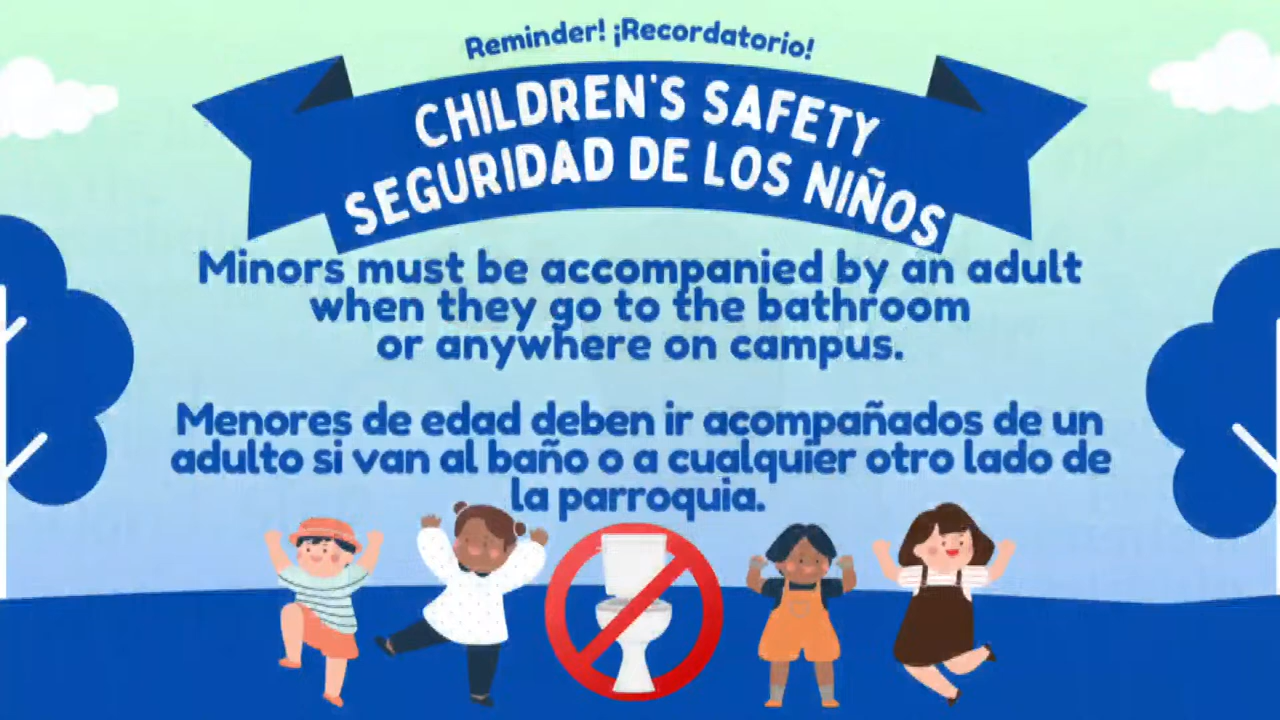 Reminder! ¡Recordatorio!
CHILDREN'S SAFETY
SEGURIDAD DE LOS NIÑOS
Minors must be accompanied by an adult
when they go to the bathroom
or anywhere on campus.
Menores de edad deben ir acompañados de un
adulto si van al baño o a cualquier otro lado de
la parroquia.